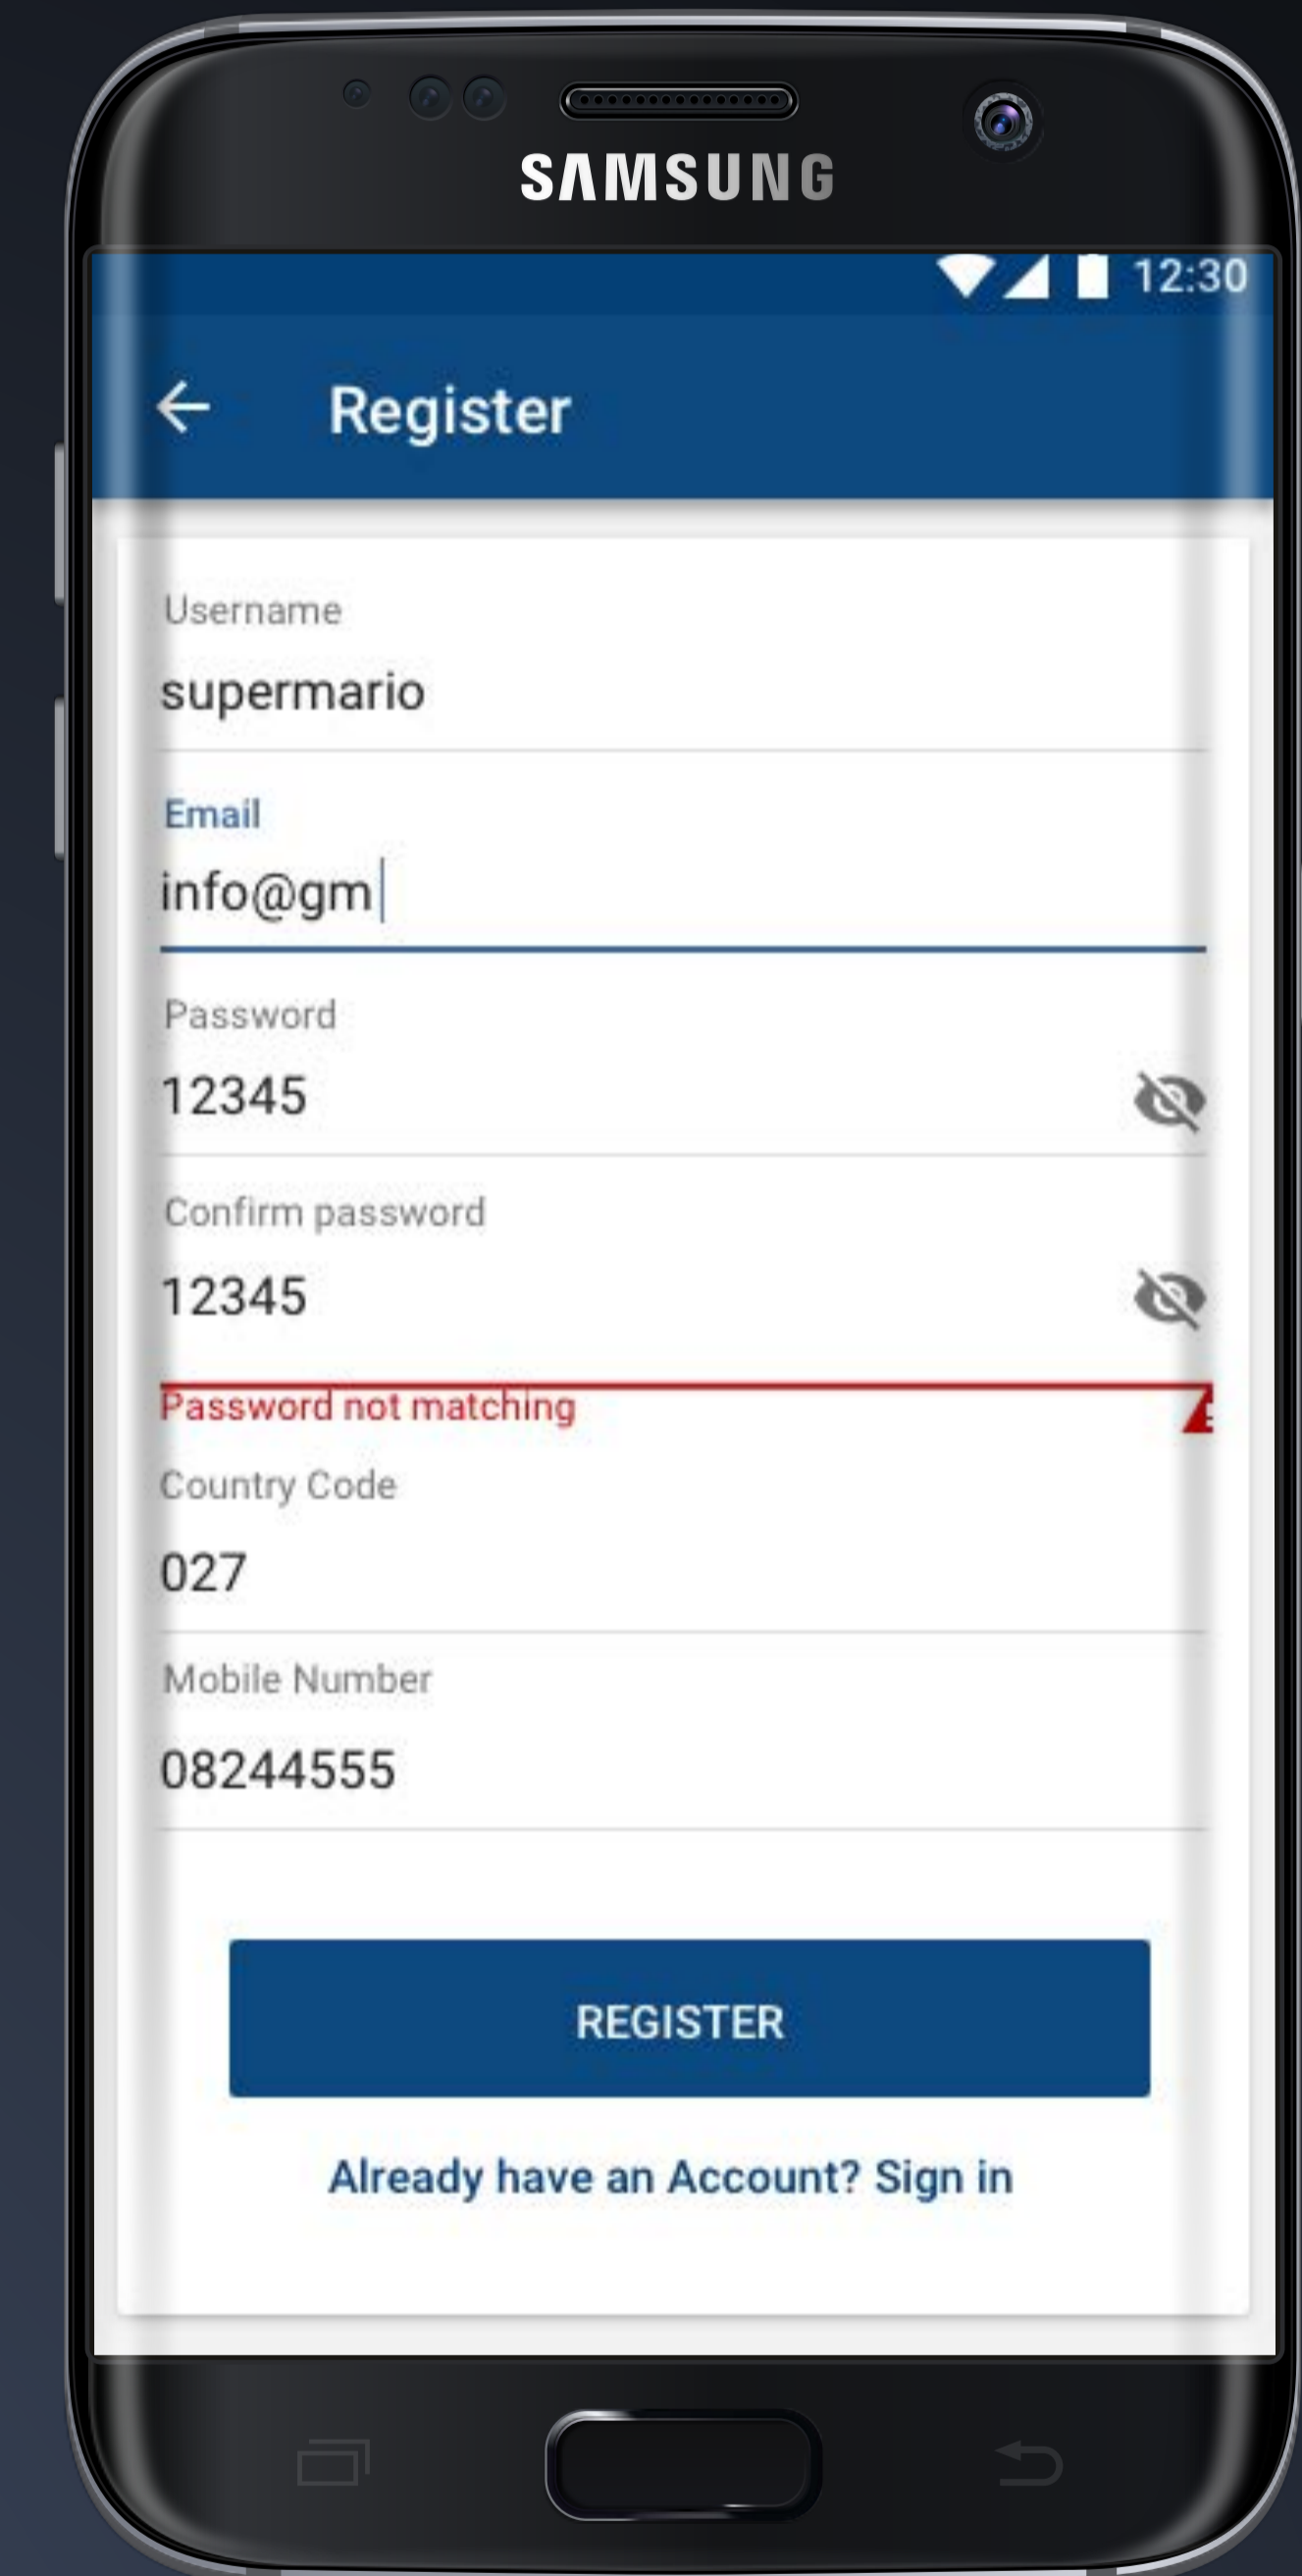 SAMSUNG
12:30
Register
Username
supermario
Email
info@gm
Password
12345
Confirm password
12345
Password not matching
Country Code
027
Mobile Number
08244555
REGISTER
Already have an Account? Sign in